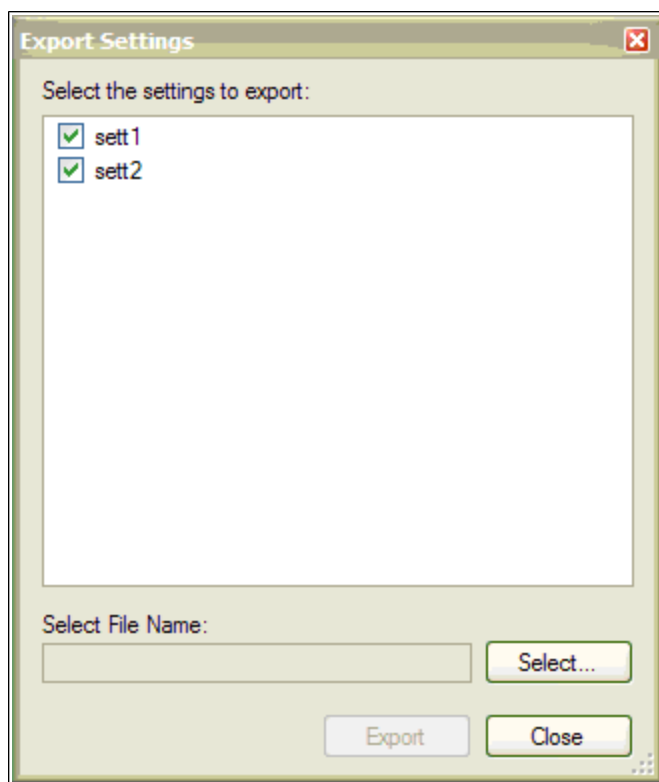 Export Settings
Select the settings to export:
sett1
sett2
Select File Name:
Select...
Export
Close